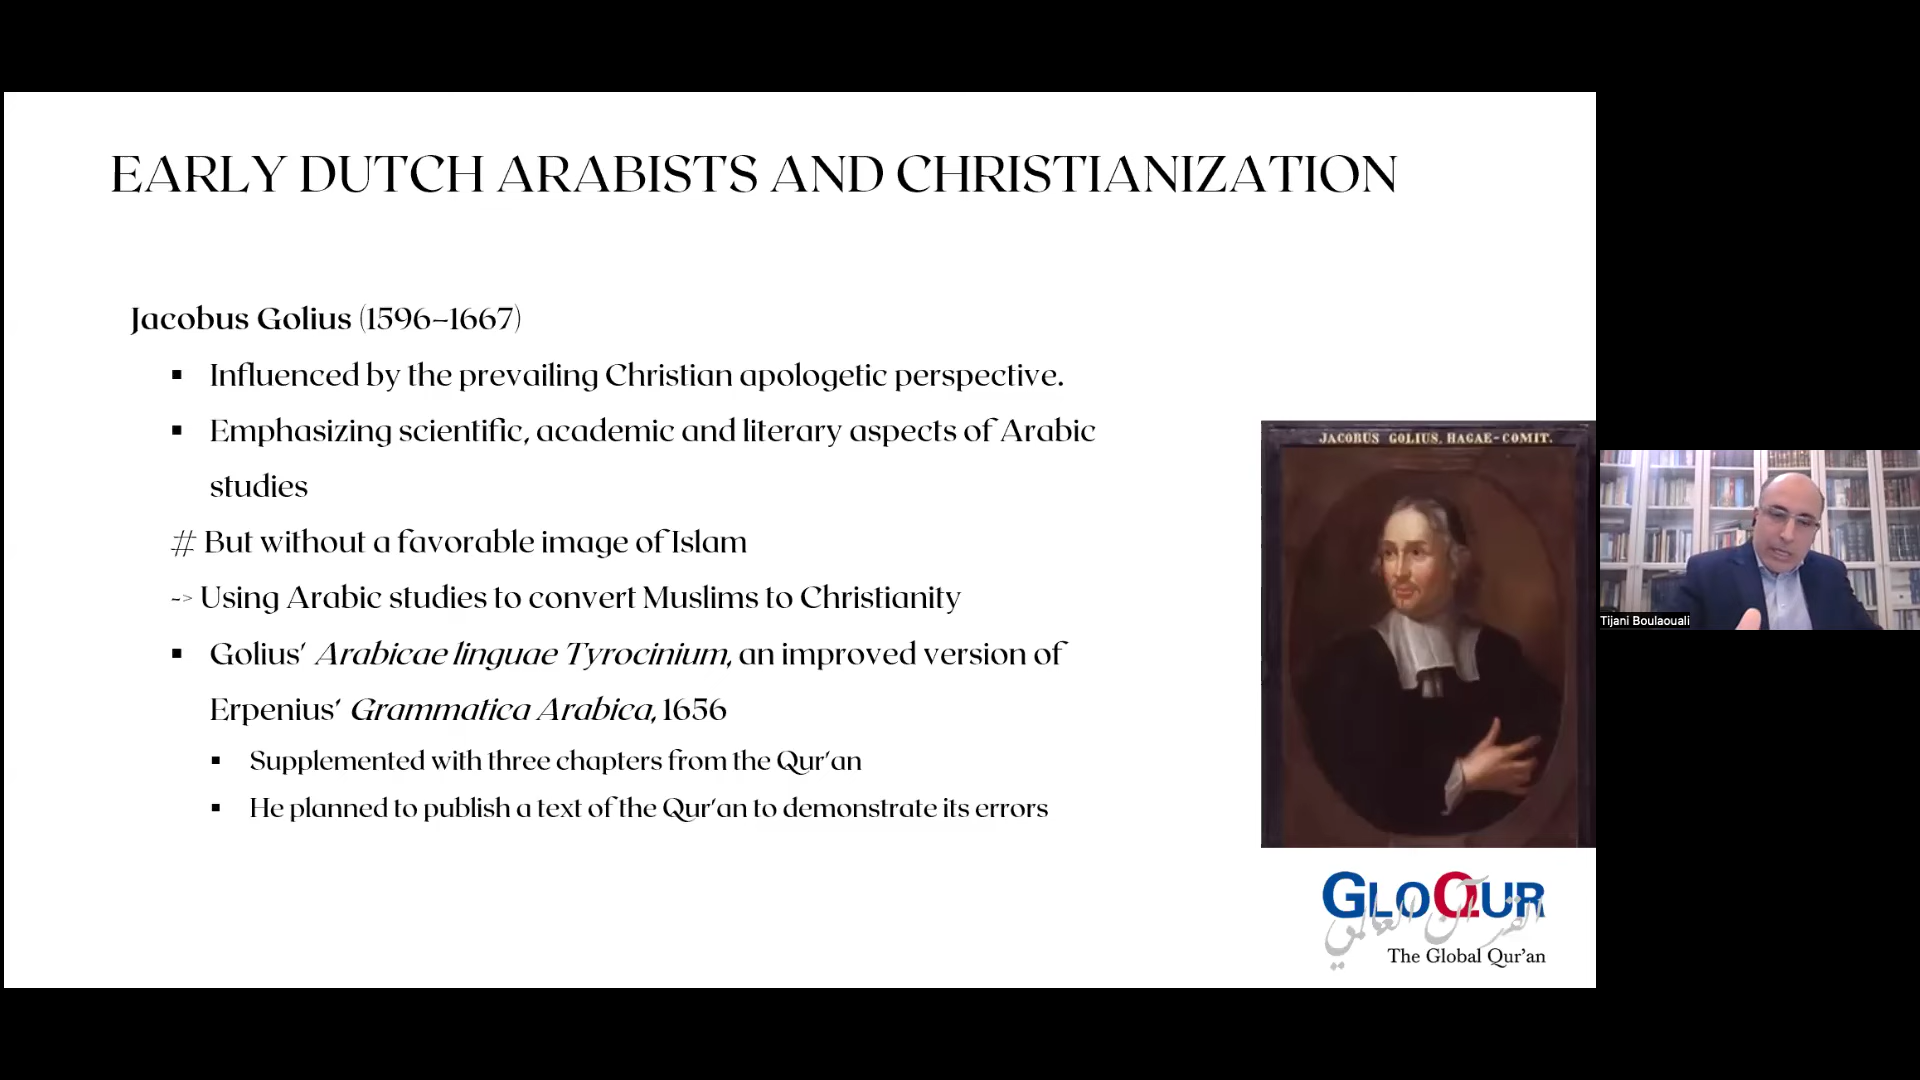 EARLY DUTCH ARABISTS AND CHRISTIANIZATION
Jacobus Golius (1596–1667)
▪ Influenced by the prevailing Christian apologetic perspective.
▪ Emphasizing scientific, academic and literary aspects of Arabic
studies
# But without a favorable image of Islam
-> Using Arabic studies to convert Muslims to Christianity
▪ Golius' Arabicae linguae Tyrocinium, an improved version of
Erpenius' Grammatica Arabica, 1656
▪ Supplemented with three chapters from the Qur'an
▪ He planned to publish a text of the Qur'an to demonstrate its errors
JACOBUS GOLIUS, HAGAE-COMIT.
Tijani Boulaouali
GLOQUR
القرآن العالمي
The Global Qur'an